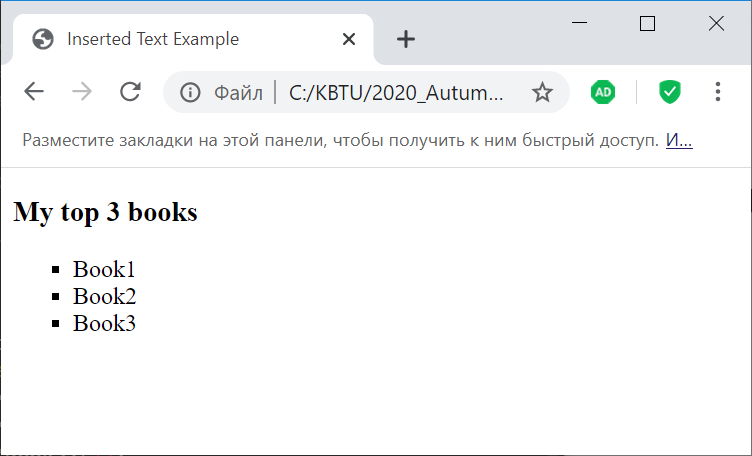 Inserted Text Example
Файл | C:/KBTU/2020_Autum...
AD
Разместите закладки на этой панели, чтобы получить к ним быстрый доступ. И...
My top 3 books
Book1
Book2
Book3